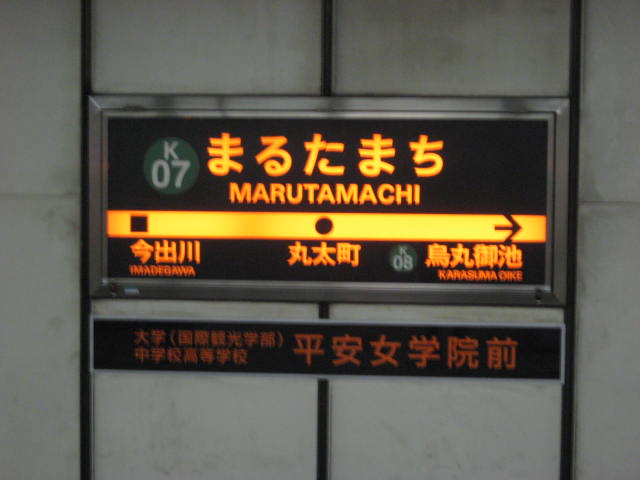 K
07
まるたまち
MARUTAMACHI
今出川
IMADEGAWA
丸太町
K
08
烏丸御池
KARASUMA OIKE
大学(国際観光学部)
中学校高等学校
平安女学院前